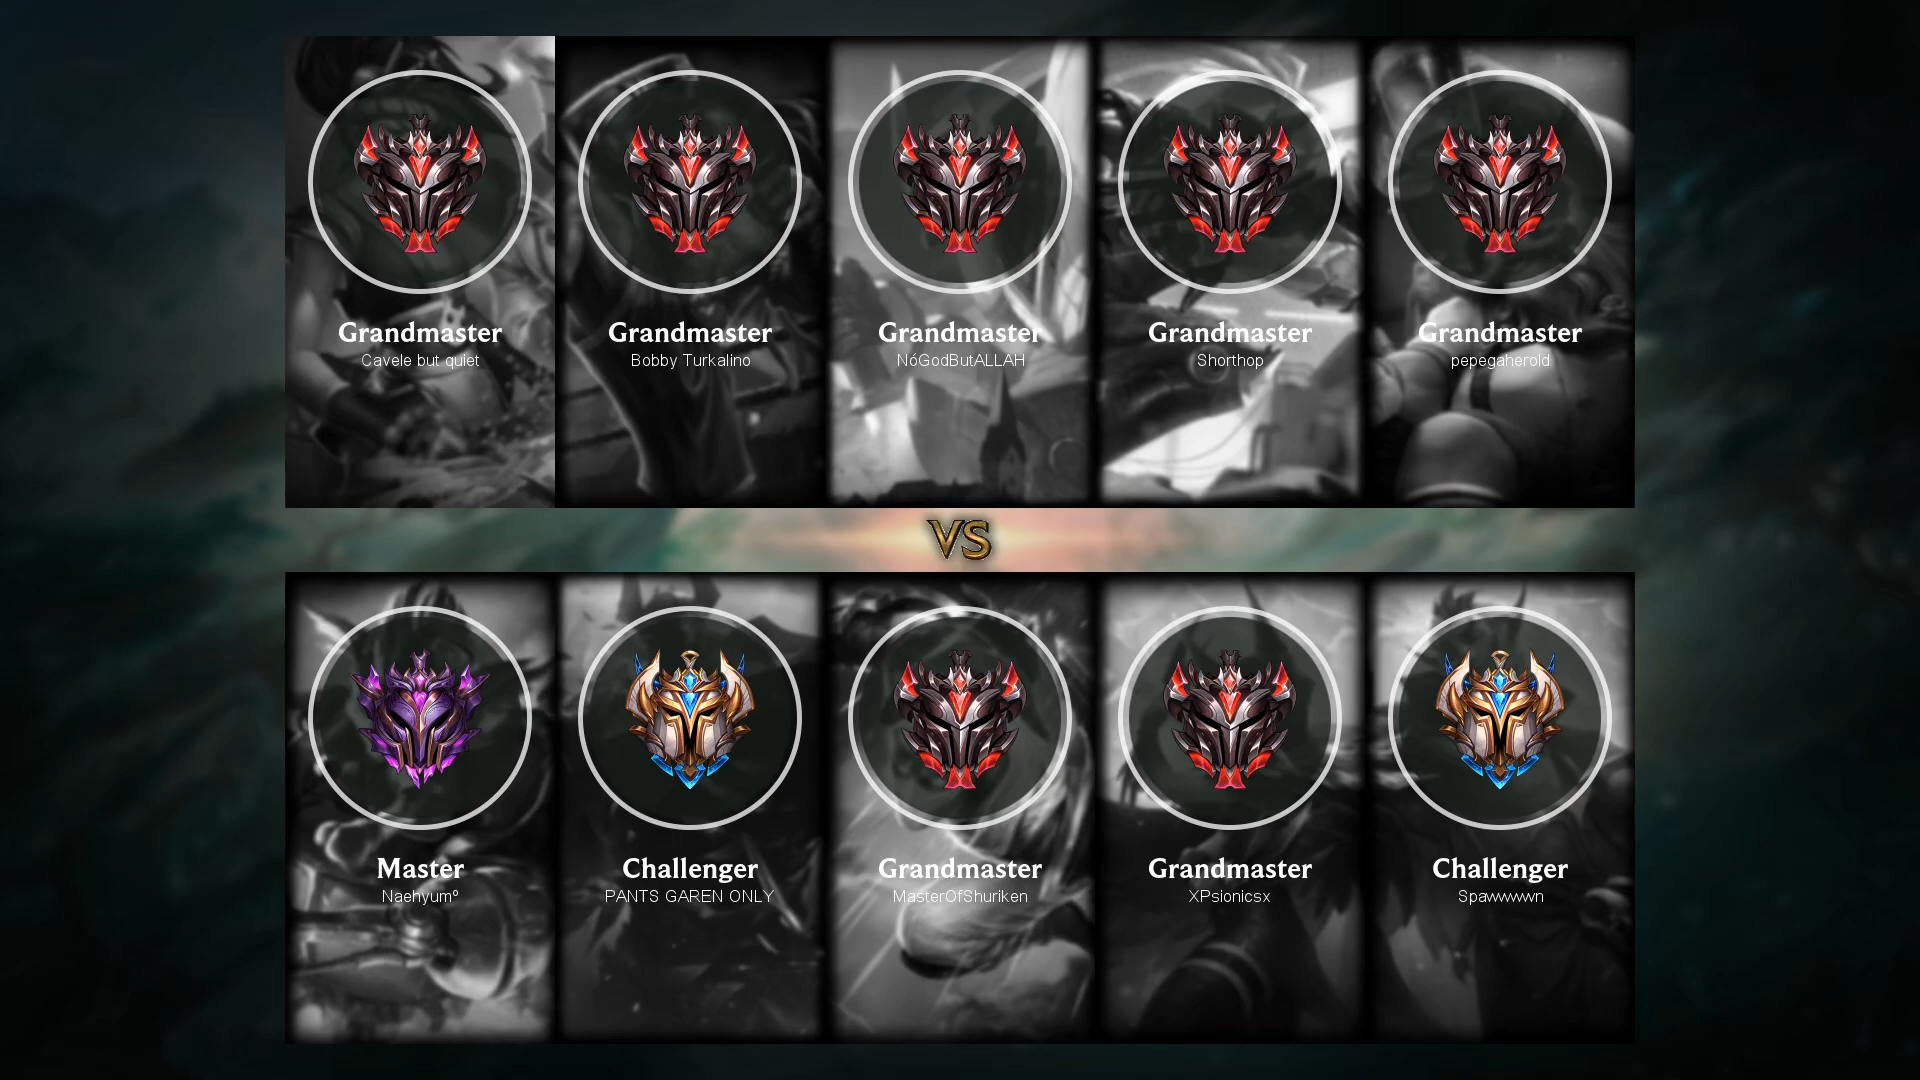 Grandmaster
Cavele but quiet
Grandmaster
Bobby Turkalino
Grandmaster
NóGodButALLAH
Grandmaster
Shorthop
Grandmaster
pepegaherold
VS
Master
Naehyumº
Challenger
PANTS GAREN ONLY
Grandmaster
MasterOfShuriken
Grandmaster
XPsionicsx
Challenger
Spawwwwn